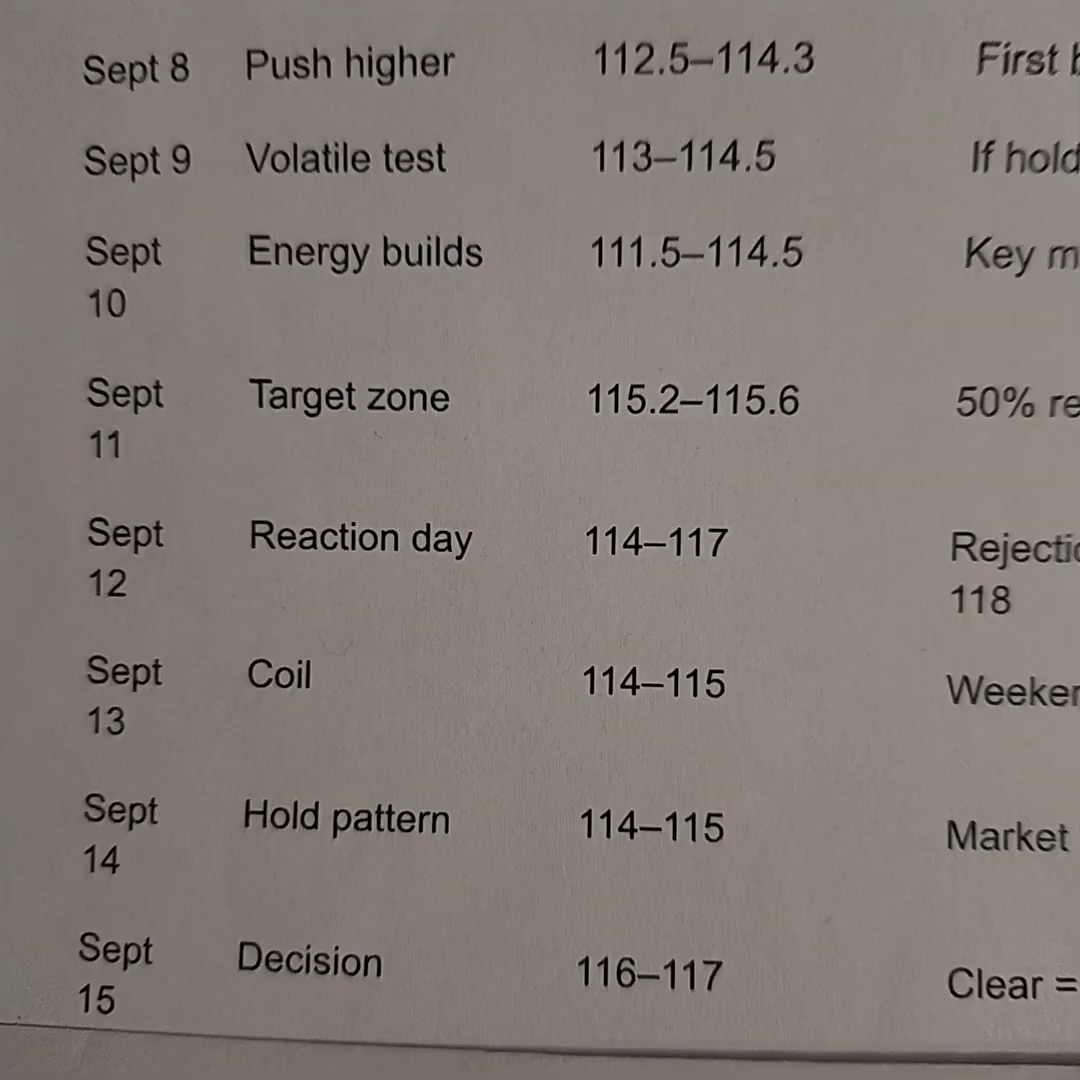 Sept 8 Push higher 112.5–114.3 First
Sept 9 Volatile test 113–114.5 If hold
Sept Energy builds 111.5–114.5 Key m
10
Sept Target zone 115.2–115.6 50% re
11
Sept Reaction day 114–117 Rejectio
12 118
Sept Coil 114–115 Weeken
13
Sept Hold pattern 114–115 Market
14
Sept Decision 116–117 Clear =
15